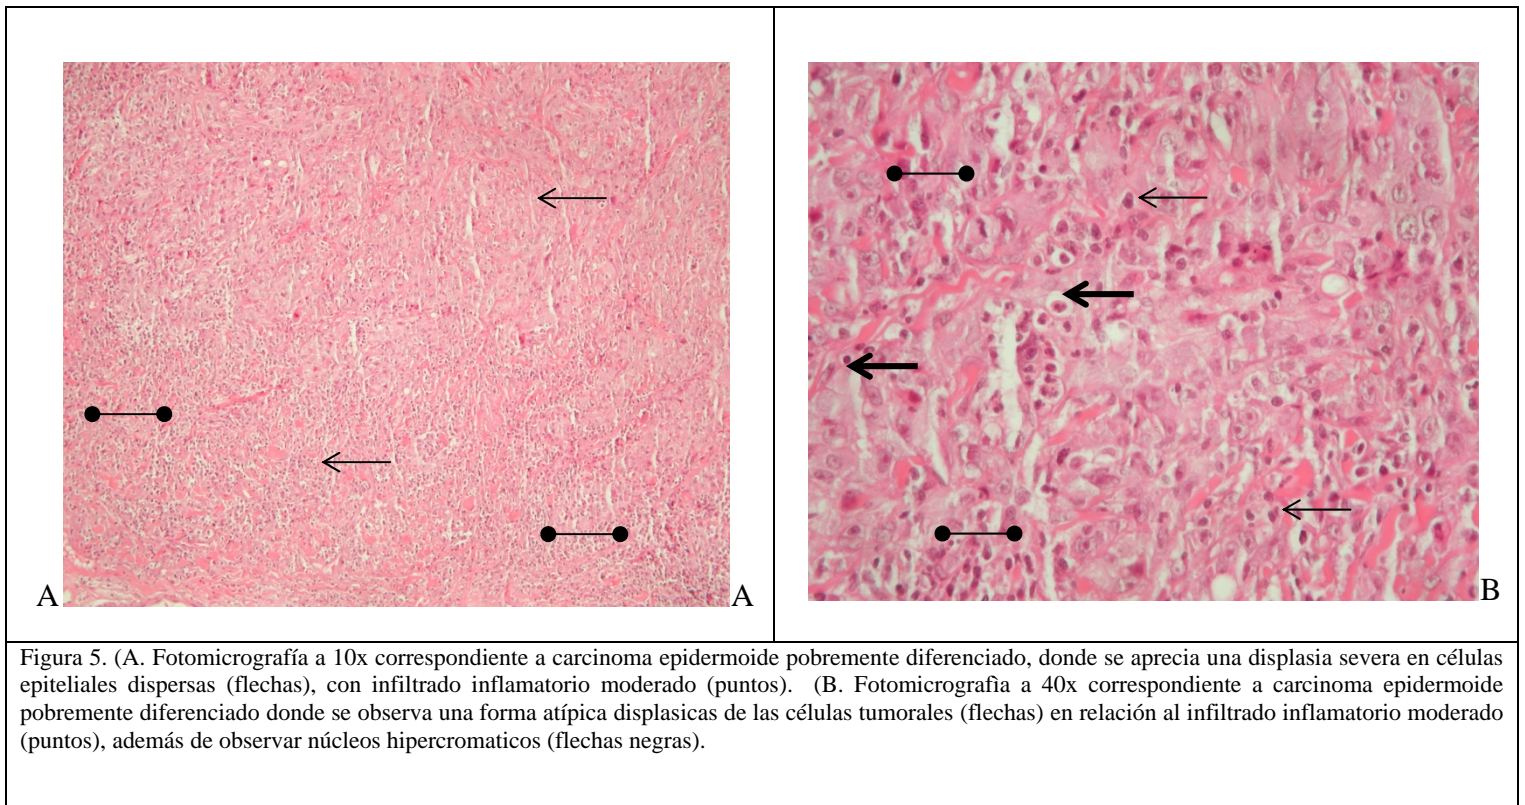 A A B
Figura 5. (A. Fotomicrografía a 10x correspondiente a carcinoma epidermoide pobremente diferenciado, donde se aprecia una displasia severa en células
epiteliales dispersas (flechas), con infiltrado inflamatorio moderado (puntos). (B. Fotomicrografìa a 40x correspondiente a carcinoma epidermoide
pobremente diferenciado donde se observa una forma atípica displasicas de las células tumorales (flechas) en relación al infiltrado inflamatorio moderado
(puntos), además de observar núcleos hipercromaticos (flechas negras).